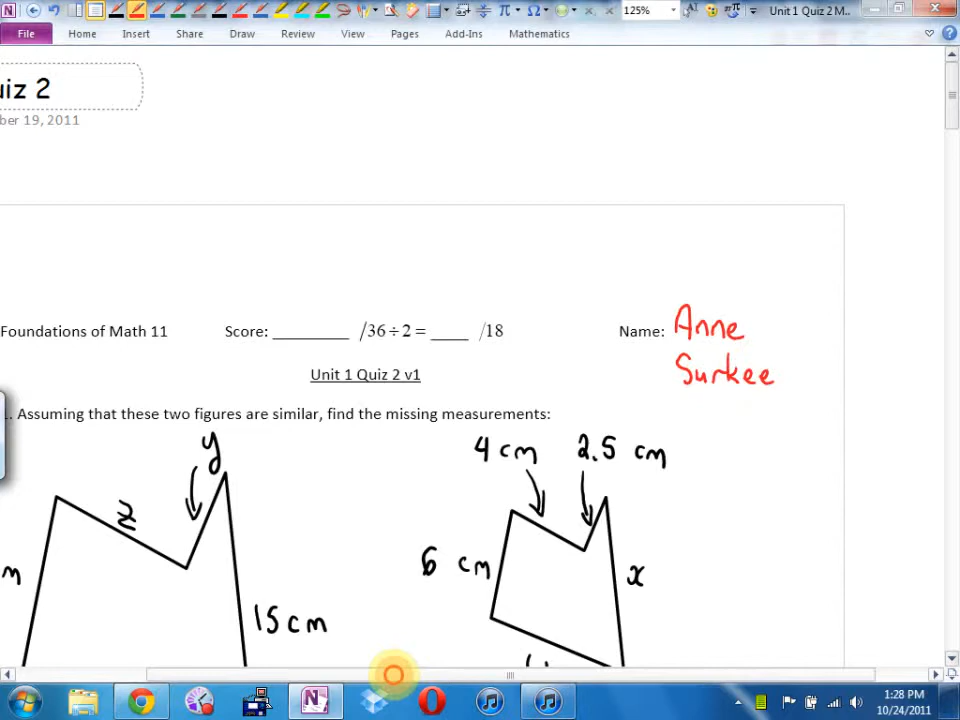 125%
Unit 1 Quiz 2 M..
File Home Insert Share Draw Review View Pages Add-Ins Mathematics
uiz 2
ber 19, 2011
Foundations of Math 11 Score: ________ /36 ÷ 2 = ____ /18 Name: Anne
Surkee
Unit 1 Quiz 2 v1
1. Assuming that these two figures are similar, find the missing measurements:
y
4 cm
2.5 cm
z
m
6 cm
x
15 cm
1:28 PM
10/24/2011